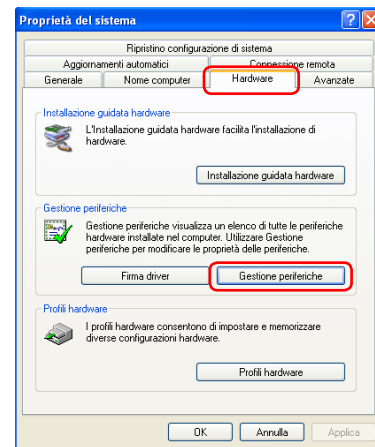 Proprietà del sistema
Ripristino configurazione di sistema
Aggiornamenti automatici Connessione remota
Generale Nome computer Hardware Avanzate
Installazione guidata hardware
L'Installazione guidata hardware facilita l'installazione di
hardware.
Installazione guidata hardware
Gestione periferiche
Gestione periferiche visualizza un elenco di tutte le periferiche
hardware installate nel computer. Utilizzare Gestione
periferiche per modificare le proprietà delle periferiche.
Firma driver Gestione periferiche
Profili hardware
I profili hardware consentono di impostare e memorizzare
diverse configurazioni hardware.
Profili hardware
OK Annulla Applica